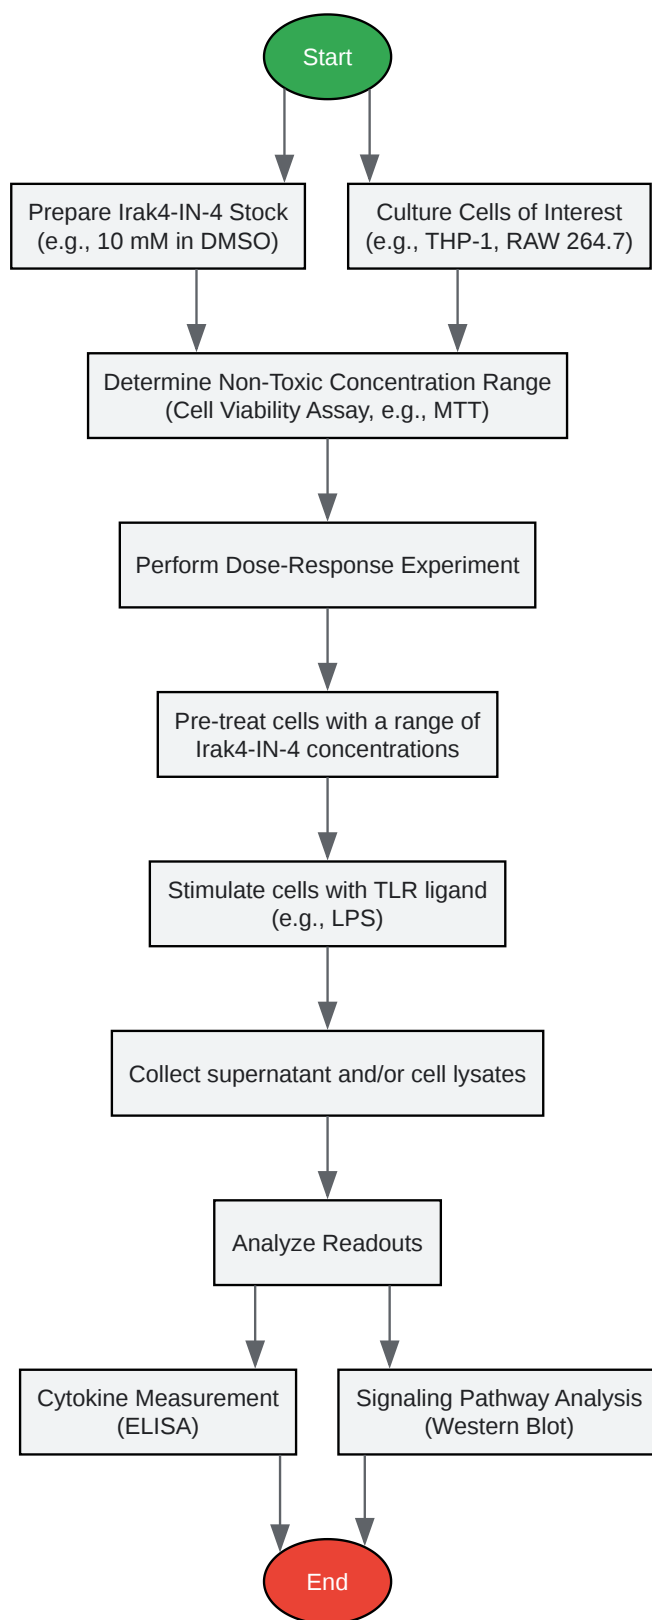 Start
Prepare Irak4-IN-4 Stock
(e.g., 10 mM in DMSO)
Culture Cells of Interest
(e.g., THP-1, RAW 264.7)
Determine Non-Toxic Concentration Range
(Cell Viability Assay, e.g., MTT)
Perform Dose-Response Experiment
Pre-treat cells with a range of
Irak4-IN-4 concentrations
Stimulate cells with TLR ligand
(e.g., LPS)
Collect supernatant and/or cell lysates
Analyze Readouts
Cytokine Measurement
(ELISA)
Signaling Pathway Analysis
(Western Blot)
End